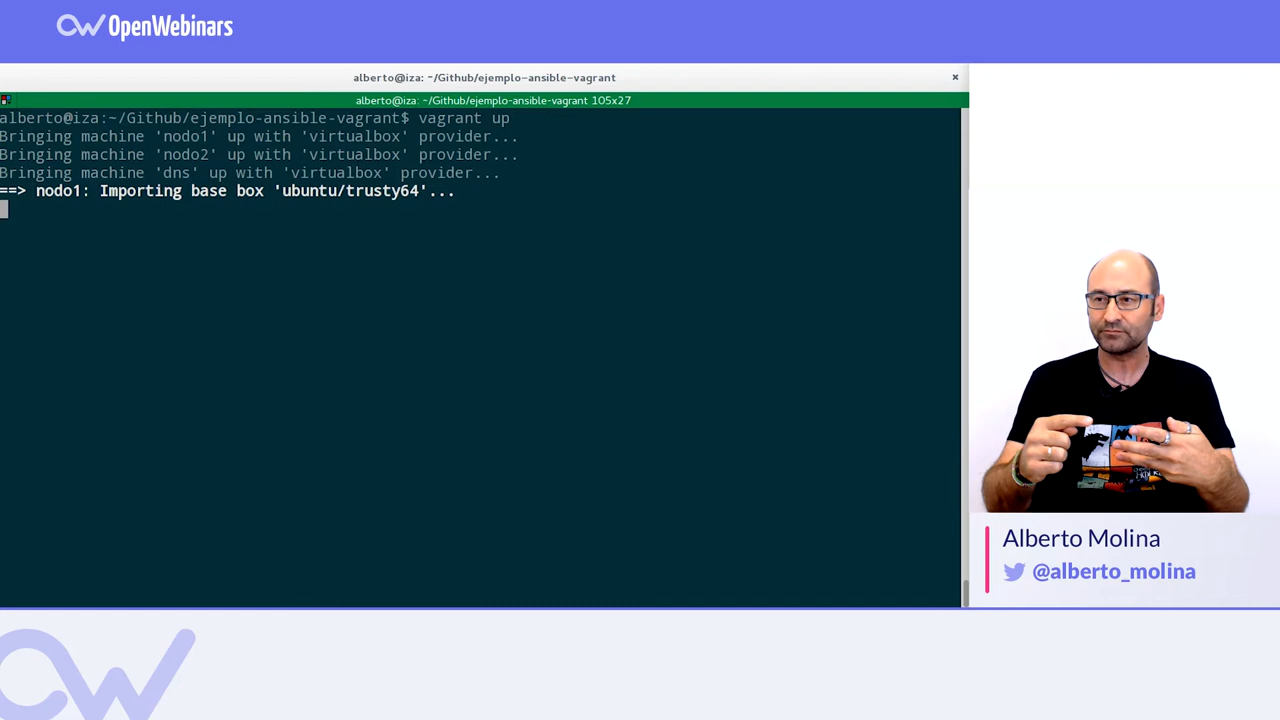 OpenWebinars
alberto@iza: ~/Github/ejemplo-ansible-vagrant
alberto@iza: ~/Github/ejemplo-ansible-vagrant 105x27
alberto@iza:~/Github/ejemplo-ansible-vagrant$ vagrant up
Bringing machine 'nodo1' up with 'virtualbox' provider...
Bringing machine 'nodo2' up with 'virtualbox' provider...
Bringing machine 'dns' up with 'virtualbox' provider...
==> nodo1: Importing base box 'ubuntu/trusty64'...
Alberto Molina
@alberto_molina